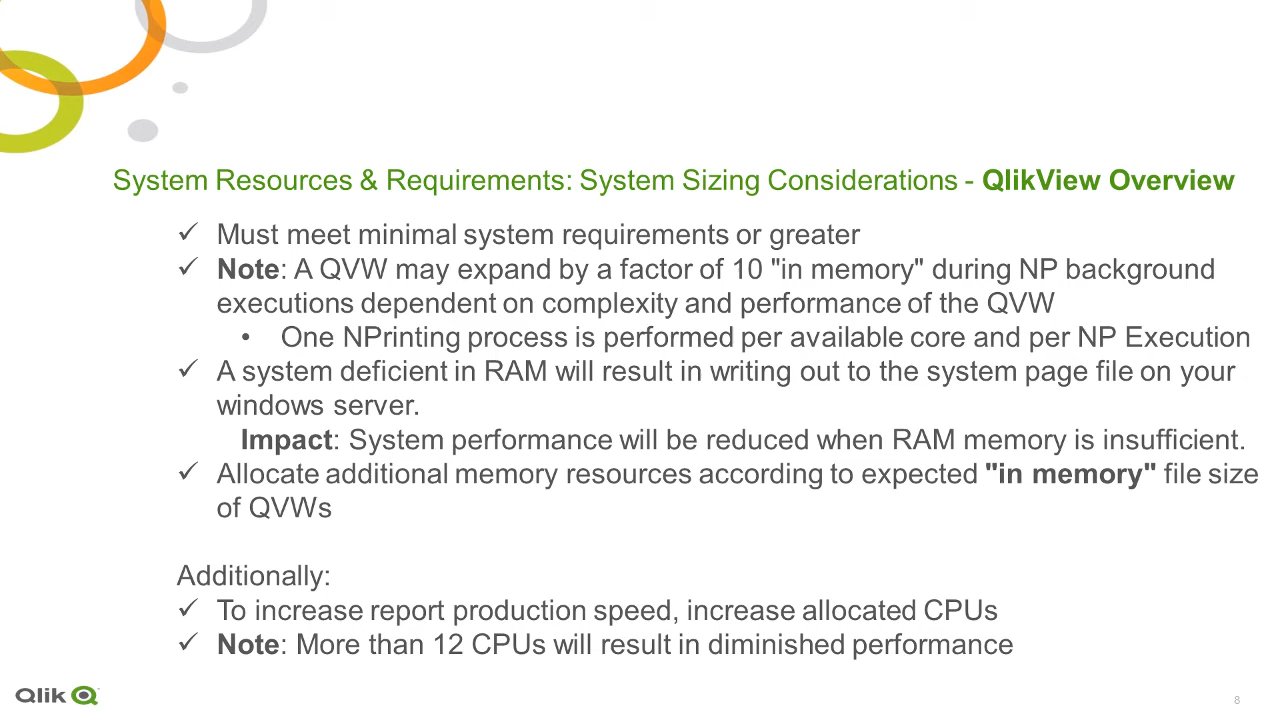 System Resources & Requirements: System Sizing Considerations - QlikView Overview
✓ Must meet minimal system requirements or greater
✓ Note: A QVW may expand by a factor of 10 "in memory" during NP background
executions dependent on complexity and performance of the QVW
• One NPrinting process is performed per available core and per NP Execution
✓ A system deficient in RAM will result in writing out to the system page file on your
windows server.
Impact: System performance will be reduced when RAM memory is insufficient.
✓ Allocate additional memory resources according to expected "in memory" file size
of QVWs
Additionally:
✓ To increase report production speed, increase allocated CPUs
✓ Note: More than 12 CPUs will result in diminished performance
Qlik
8